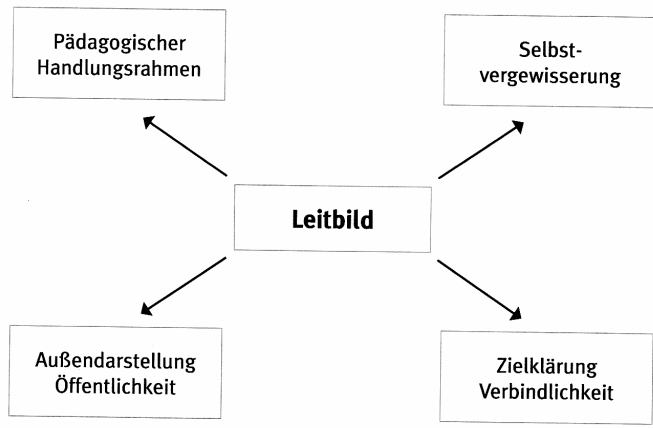 Pädagogischer
Handlungsrahmen
Selbst-
vergewisserung
Leitbild
Außendarstellung
Öffentlichkeit
Zielklärung
Verbindlichkeit